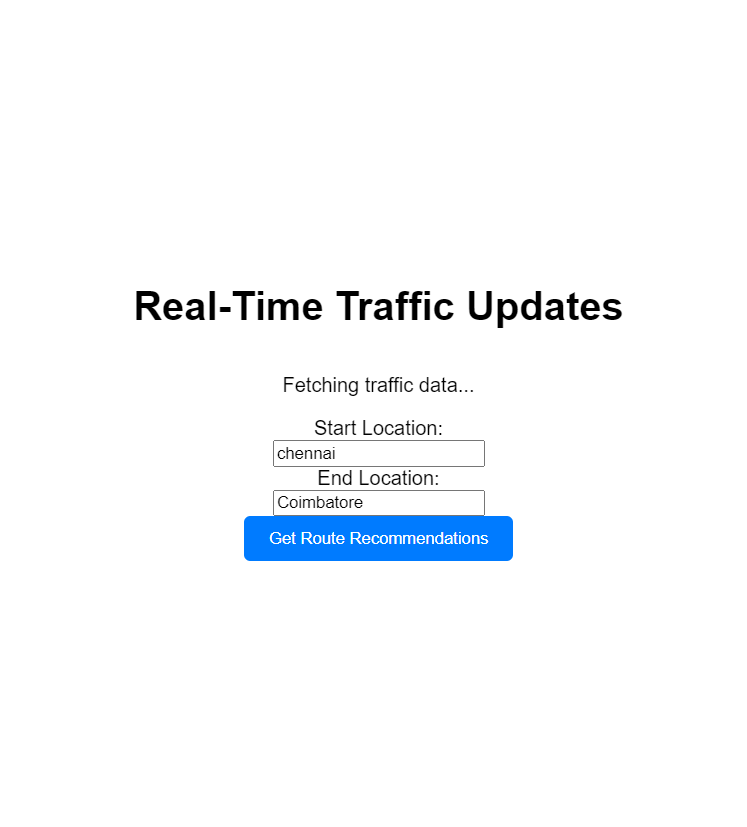 Real-Time Traffic Updates
Fetching traffic data...
Start Location:
chennai
End Location:
Coimbatore
Get Route Recommendations